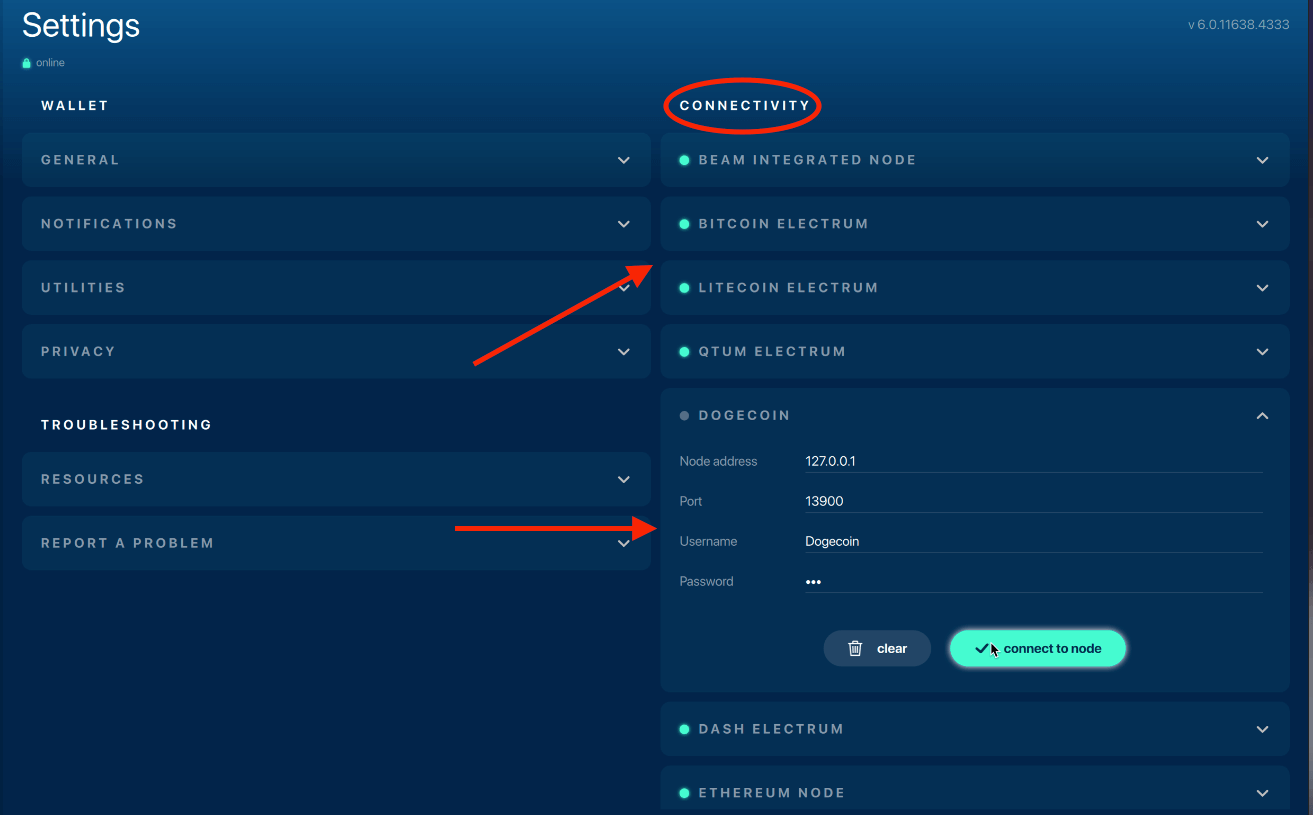 Settings
v 6.0.11638.4333
online
WALLET
GENERAL
NOTIFICATIONS
UTILITIES
PRIVACY
TROUBLESHOOTING
RESOURCES
REPORT A PROBLEM
CONNECTIVITY
BEAM INTEGRATED NODE
BITCOIN ELECTRUM
LITECOIN ELECTRUM
QTUM ELECTRUM
DOGECOIN
Node address 127.0.0.1
Port 13900
Username Dogecoin
Password •••
clear connect to node
DASH ELECTRUM
ETHEREUM NODE